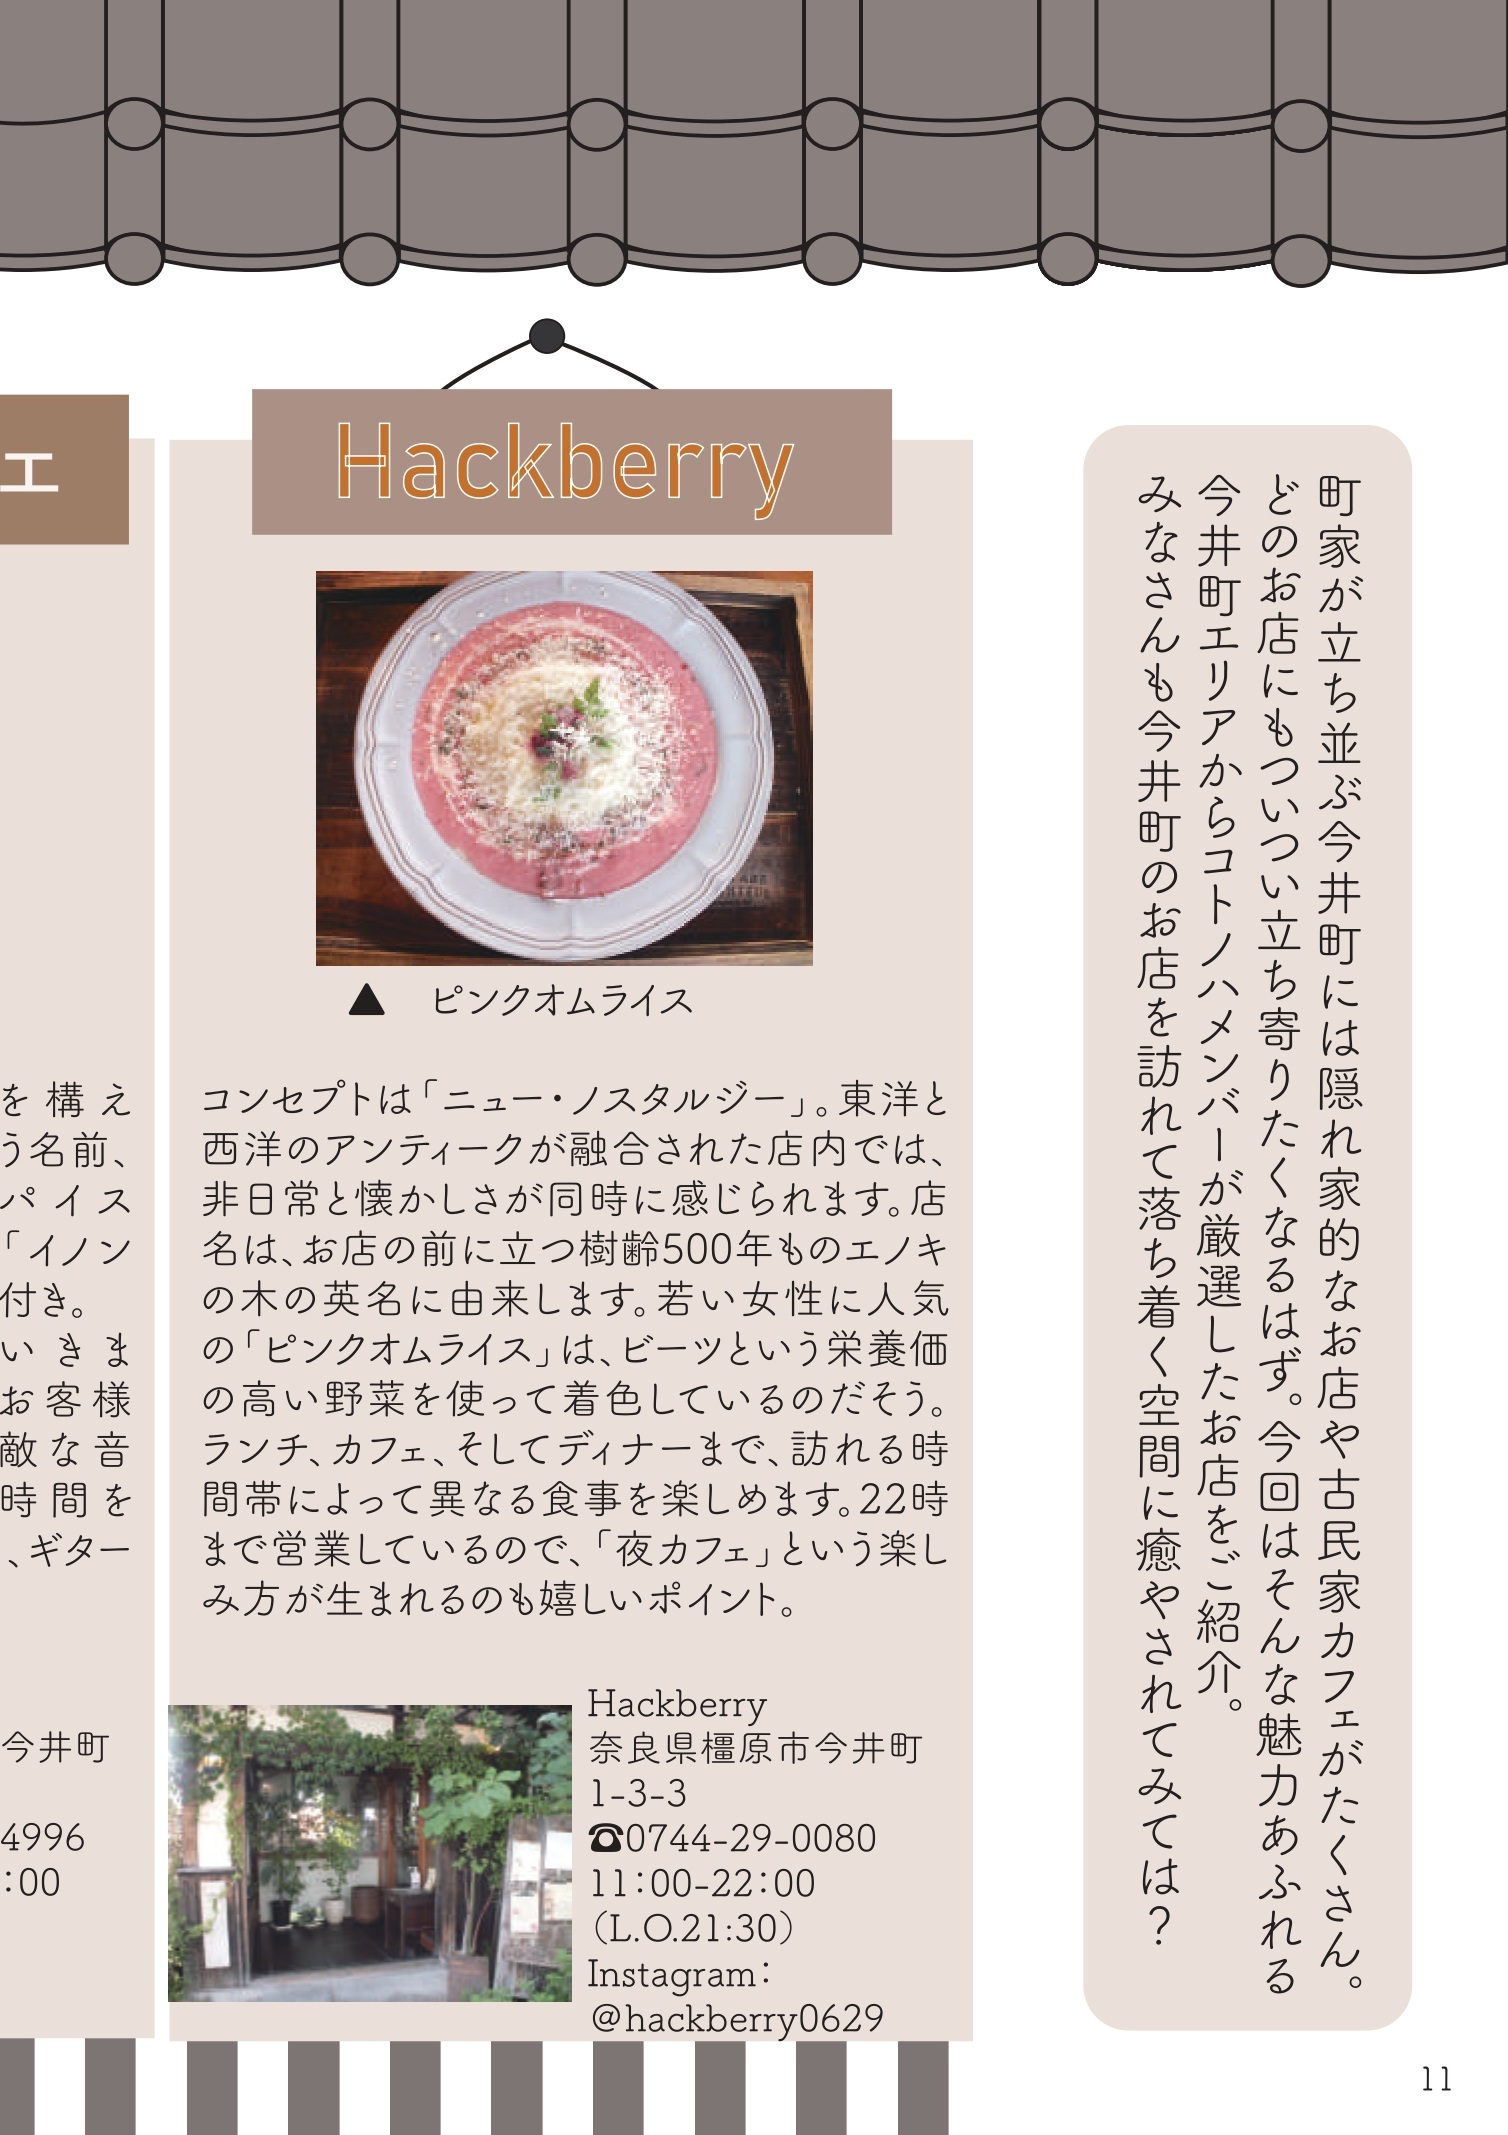 町家が立ち並ぶ今井町には隠れ家的なお店や古民家カフェがたくさん。
どのお店にもついつい立ち寄りたくなるはず。今回はそんな魅力あふれる
今井町エリアからコトノハメンバーが厳選したお店をご紹介。
みなさんも今井町のお店を訪れて落ち着く空間に癒やされてみては?
Hackberry
▲ ピンクオムライス
コンセプトは「ニュー・ノスタルジー」。東洋と
西洋のアンティークが融合された店内では、
非日常と懐かしさが同時に感じられます。店
名は、お店の前に立つ樹齢500年ものエノキ
の木の英名に由来します。若い女性に人気
の「ピンクオムライス」は、ビーツという栄養価
の高い野菜を使って着色しているのだそう。
ランチ、カフェ、そしてディナーまで、訪れる時
間帯によって異なる食事を楽しめます。22時
まで営業しているので、「夜カフェ」という楽し
み方が生まれるのも嬉しいポイント。
Hackberry
奈良県橿原市今井町
1-3-3
☎0744-29-0080
11:00-22:00
(L.O.21:30)
Instagram:
@hackberry0629
エ
を構え
う名前、
パイス
「イノン
付き。
いきま
お客様
敵な音
時間を
、ギター
今井町
4996
:00
11